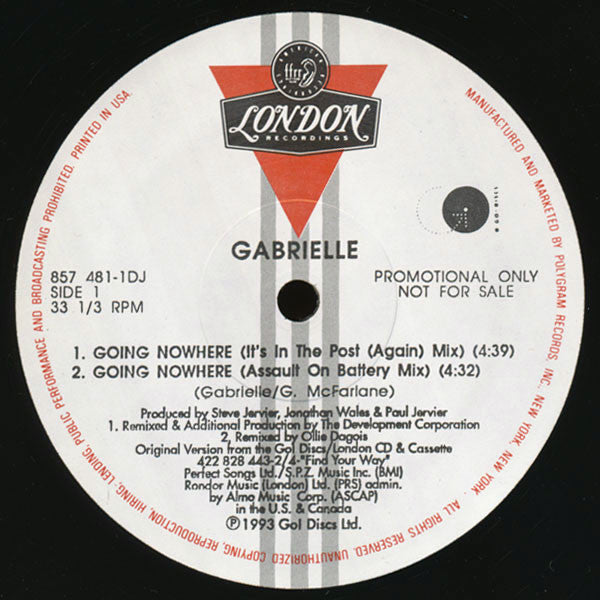 ffrr
LONDON
RECORDINGS
GO! DISCS
GABRIELLE
857 481-1DJ
SIDE 1
33 1/3 RPM
PROMOTIONAL ONLY
NOT FOR SALE
1. GOING NOWHERE (It's In The Post (Again) Mix) (4:39)
2. GOING NOWHERE (Assault On Battery Mix) (4:32)
(Gabrielle/G. McFarlane)
Produced by Steve Jervier, Jonathan Wales & Paul Jervier
1. Remixed & Additional Production by The Development Corporation
2. Remixed by Ollie Dagois
Original Version from the Go! Discs/London CD & Cassette
422 828 443-2/4-"Find Your Way"
Perfect Songs Ltd./S.P.Z. Music Inc. (BMI)
Rondor Music (London) Ltd. (PRS) admin.
by Almo Music Corp. (ASCAP)
in the U.S. & Canada
℗ 1993 Go! Discs Ltd.
MANUFACTURED AND MARKETED BY POLYGRAM RECORDS, INC., NEW YORK, NEW YORK. ALL RIGHTS RESERVED. UNAUTHORIZED COPYING, REPRODUCTION, HIRING, LENDING, PUBLIC PERFORMANCE AND BROADCASTING PROHIBITED. PRINTED IN USA.